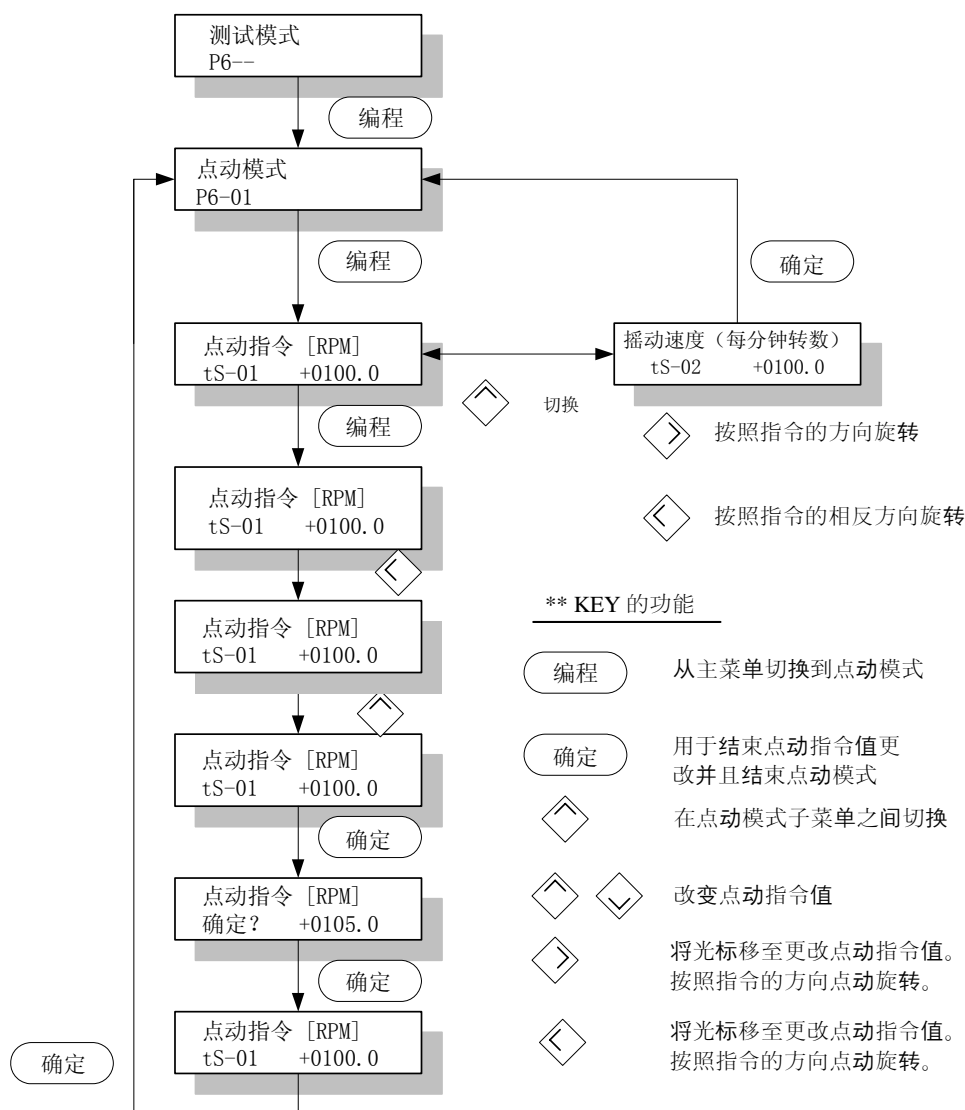 测试模式
P6--
编程
点动模式
P6-01
编程
确定
点动指令 [RPM]
tS-01 +0100.0
摇动速度（每分钟转数）
tS-02 +0100.0
切换
编程
按照指令的方向旋转
点动指令 [RPM]
tS-01 +0100.0
按照指令的相反方向旋转
** KEY 的功能
点动指令 [RPM]
tS-01 +0100.0
编程
从主菜单切换到点动模式
点动指令 [RPM]
tS-01 +0100.0
确定
用于结束点动指令值更
改并且结束点动模式
确定
在点动模式子菜单之间切换
点动指令 [RPM]
确定? +0105.0
改变点动指令值
确定
将光标移至更改点动指令值。
按照指令的方向点动旋转。
点动指令 [RPM]
tS-01 +0100.0
将光标移至更改点动指令值。
按照指令的方向点动旋转。
确定